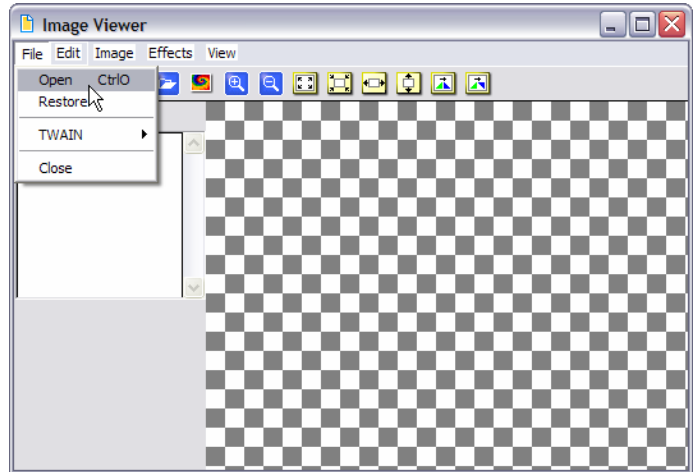 Image Viewer
File Edit Image Effects View
Open CtrlO
Restore
TWAIN
Close